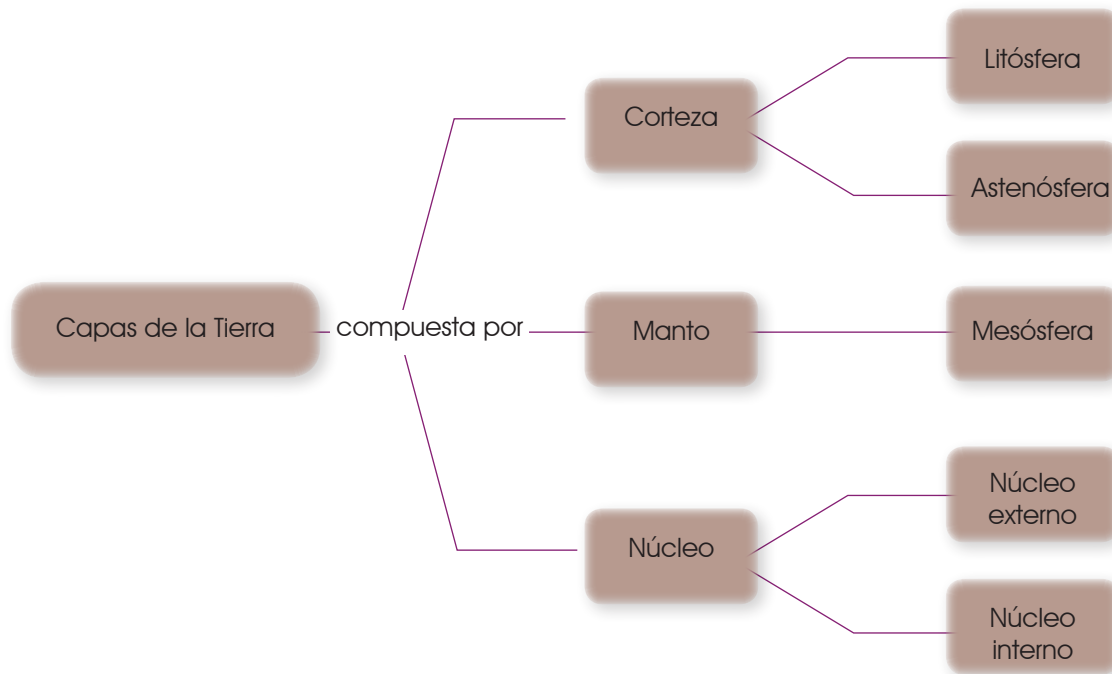 Capas de la Tierra
compuesta por
Corteza
Litósfera
Astenósfera
Manto
Mesósfera
Núcleo
Núcleo
externo
Núcleo
interno